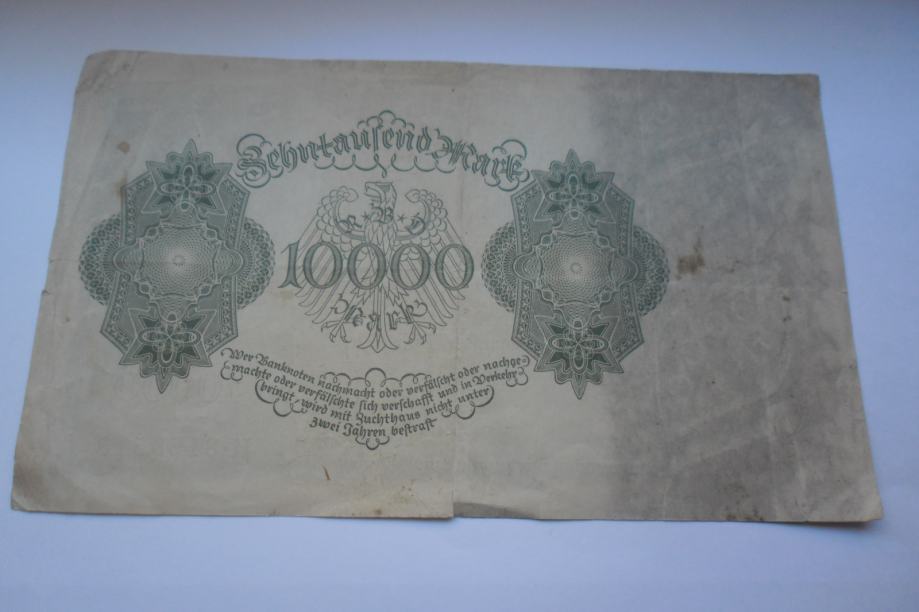 Zehntausend Mark
R B D
10000
Mark
Wer Banknoten nachmacht oder verfälscht oder nachge-
machte oder verfälschte sich verschafft und in Verkehr
bringt, wird mit Zuchthaus nicht unter
zwei Jahren bestraft